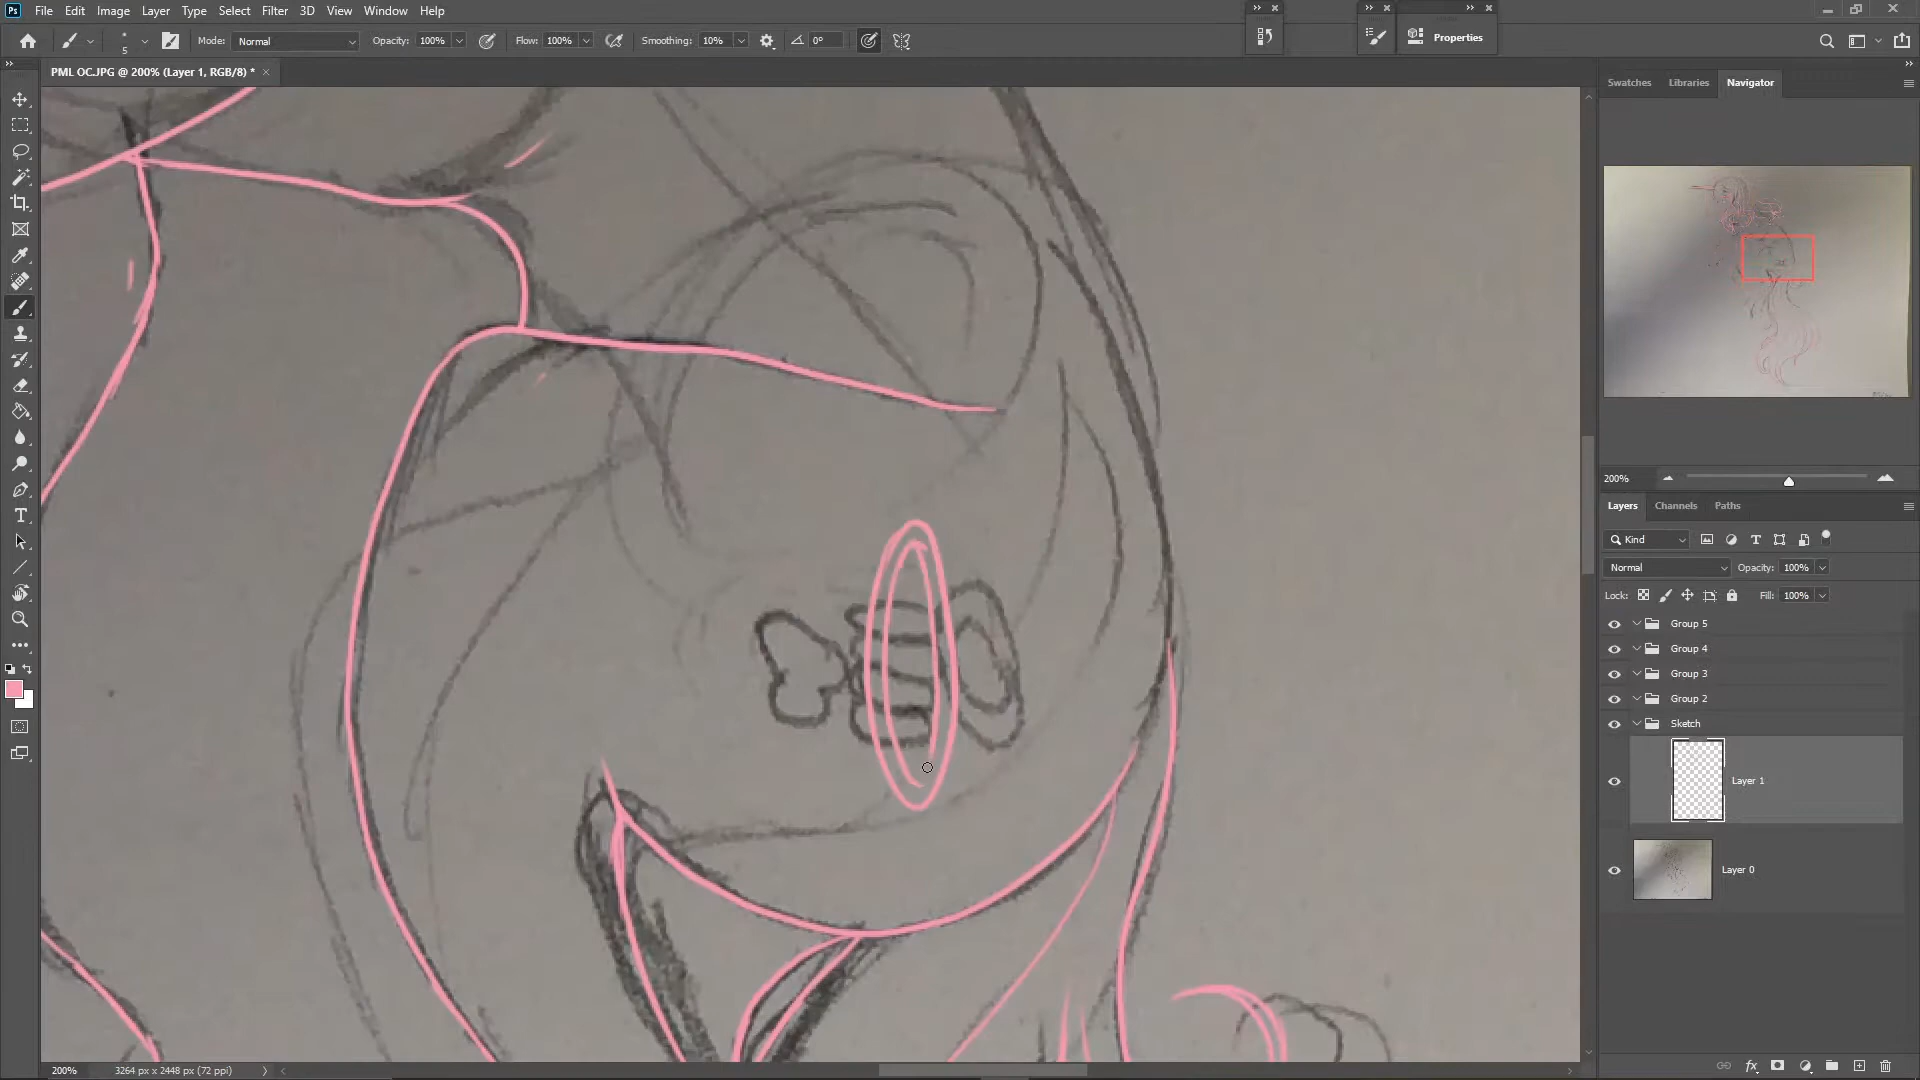 Ps File Edit Image Layer Type Select Filter 3D View Window Help
5 Mode: Normal Opacity: 100% Flow: 100% Smoothing: 10% 0° Properties
PML OC.JPG @ 200% (Layer 1, RGB/8) *
Swatches Libraries Navigator
200%
Layers Channels Paths
Kind
Normal Opacity: 100%
Lock: Fill: 100%
Group 5
Group 4
Group 3
Group 2
Sketch
Layer 1
Layer 0
fx
200% 3264 px x 2448 px (72 ppi)